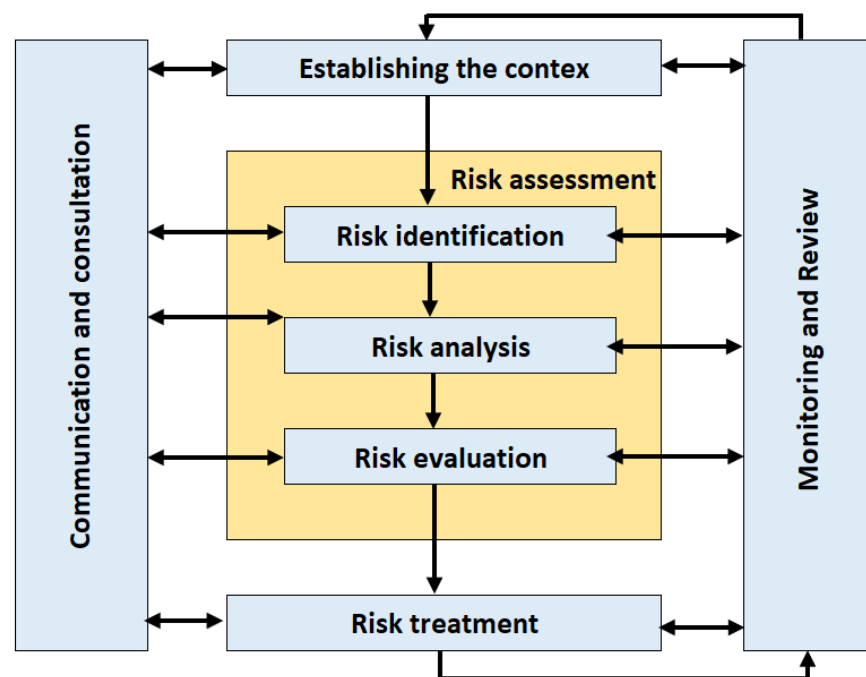 Establishing the contex
Risk assessment
Risk identification
Risk analysis
Risk evaluation
Risk treatment
Communication and consultation
Monitoring and Review